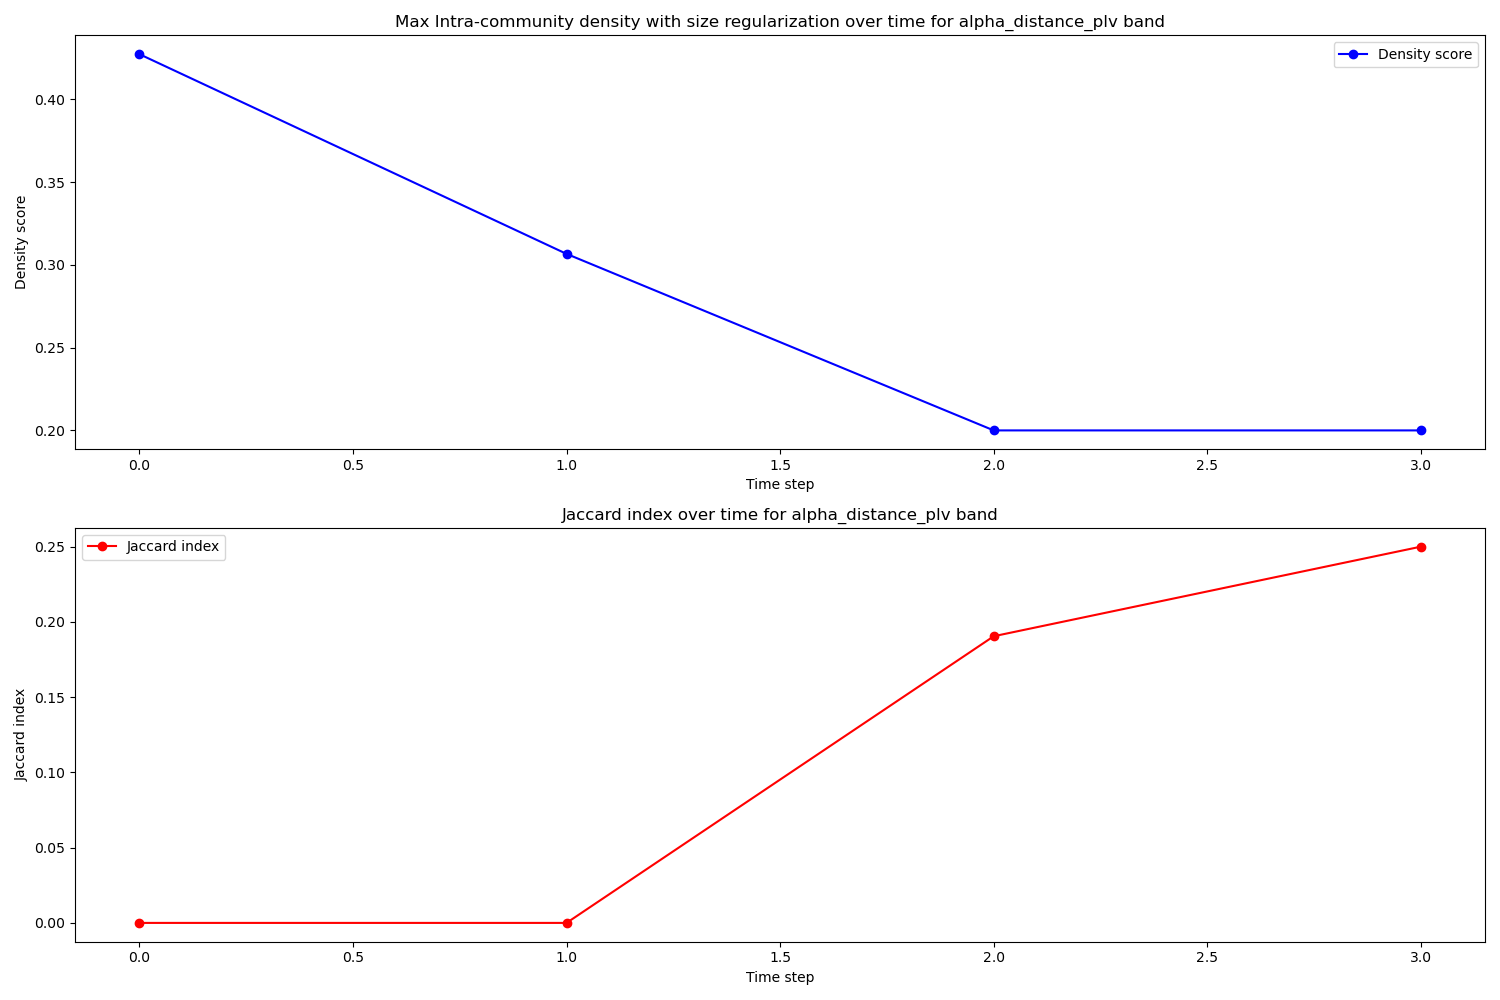 Max Intra-community density with size regularization over time for alpha_distance_plv band
Density score
0.40
0.35
0.30
0.25
0.20
Density score
0.0 0.5 1.0 1.5 2.0 2.5 3.0
Time step
Jaccard index over time for alpha_distance_plv band
Jaccard index
0.25
0.20
0.15
0.10
0.05
0.00
Jaccard index
0.0 0.5 1.0 1.5 2.0 2.5 3.0
Time step